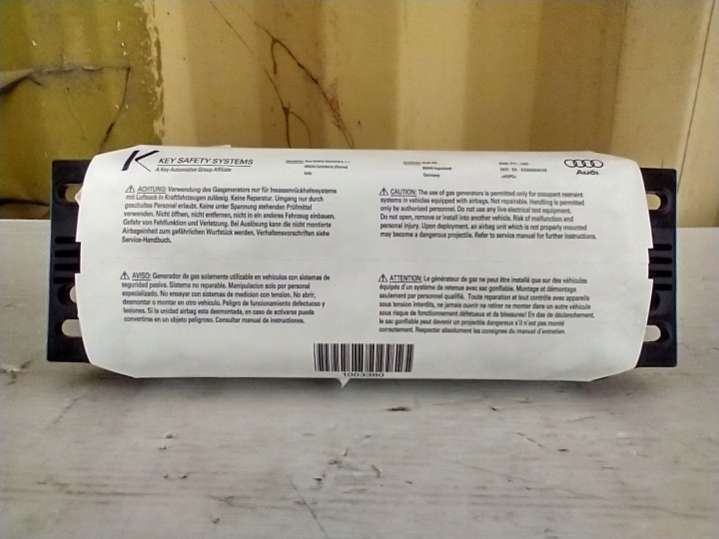 KEY SAFETY SYSTEMS
A Key Automotive Group Affiliate
Germany
Audi
ACHTUNG: Verwendung des Gasgenerators nur für Insassenrückhaltesysteme
mit Luftsack in Kraftfahrzeugen zulässig. Keine Reparatur. Umgang nur durch
geschultes Personal erlaubt. Keine unter Spannung stehenden Prüfmittel
verwenden. Nicht öffnen, nicht entfernen, nicht in ein anderes Fahrzeug einbauen.
Gefahr von Fehlfunktion und Verletzung. Bei Auslösung kann die nicht montierte
Airbageinheit zum gefährlichen Wurfstück werden. Verhaltensvorschriften siehe
Service-Handbuch.
CAUTION: The use of gas generators is permitted only for occupant restraint
systems in vehicles equipped with airbags. Not repairable. Handling is permitted
only be authorized personnel. Do not use any live electrical test equipment.
Do not open, remove or install into another vehicle. Risk of malfunction and
personal injury. Upon deployment, an airbag unit which is not properly mounted
may become a dangerous projectile. Refer to service manual for further instructions.
AVISO: Generador de gas solamente utilizable en vehículos con sistemas de
seguridad pasiva. Sistema no reparable. Manipulacion solo por personal
especializado. No ensayar con sistemas de medicion con tension. No abrir,
desmontar o montar en otro vehículo. Peligro de funcionamiento defectuoso y
lesiones. Si la unidad airbag esta desmontada, en caso de activarse puede
convertirse en un objeto peligroso. Consultar manual de instrucciones.
ATTENTION: Le générateur de gaz ne peut être installé que sur des véhicules
équipés d'un système de retenue avec sac gonflable. Montage et démontage
seulement par personnel qualifié. Toute reparation et tout contrôle avec appareils
sous tension interdits, ne jamais ouvrir ne retirer ne monter dans un autre véhicule
sous risque de fonctionnement défectueux et de blessures! En das de déclenchement,
le sac gonflable peut devenir un projectile dangereux s'il n'est pas monté
correctement. Respecter absolument les consignes du manuel d'entretien.
1003380